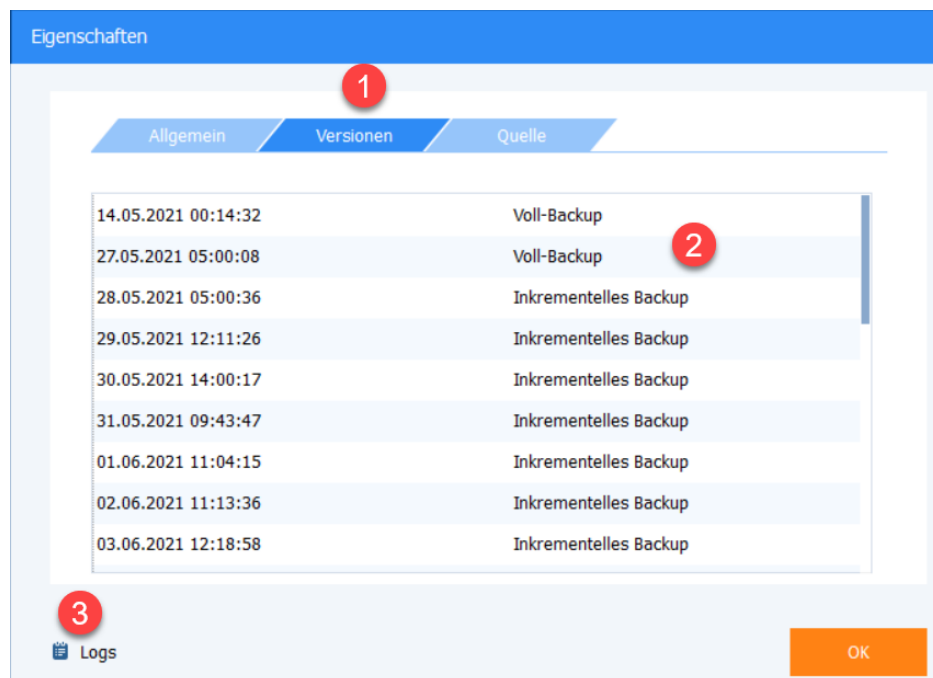 Eigenschaften
1
Allgemein Versionen Quelle
14.05.2021 00:14:32 Voll-Backup
2
27.05.2021 05:00:08 Voll-Backup
28.05.2021 05:00:36 Inkrementelles Backup
29.05.2021 12:11:26 Inkrementelles Backup
30.05.2021 14:00:17 Inkrementelles Backup
31.05.2021 09:43:47 Inkrementelles Backup
01.06.2021 11:04:15 Inkrementelles Backup
02.06.2021 11:13:36 Inkrementelles Backup
03.06.2021 12:18:58 Inkrementelles Backup
3
Logs OK